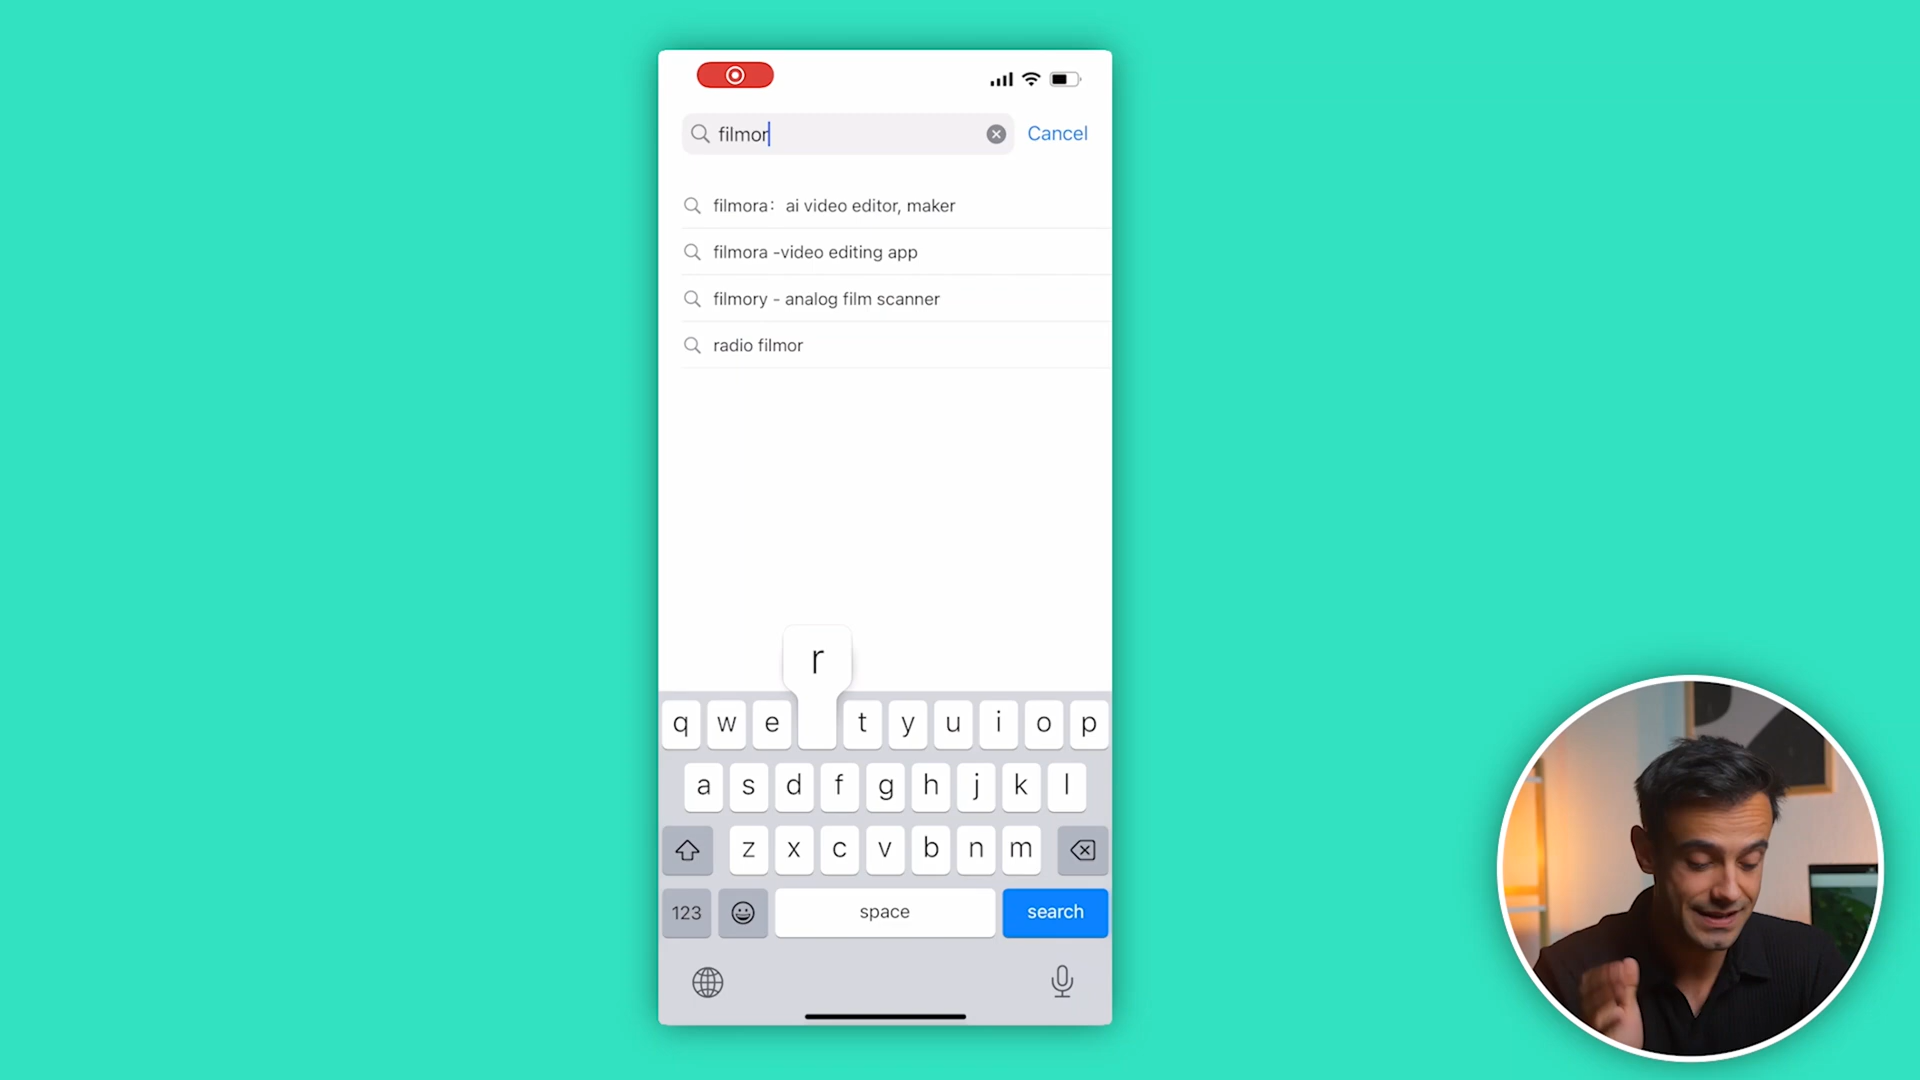 filmor
Cancel
filmora: ai video editor, maker
filmora -video editing app
filmory - analog film scanner
radio filmor
r
q w e t y u i o p
a s d f g h j k l
z x c v b n m
123 space search